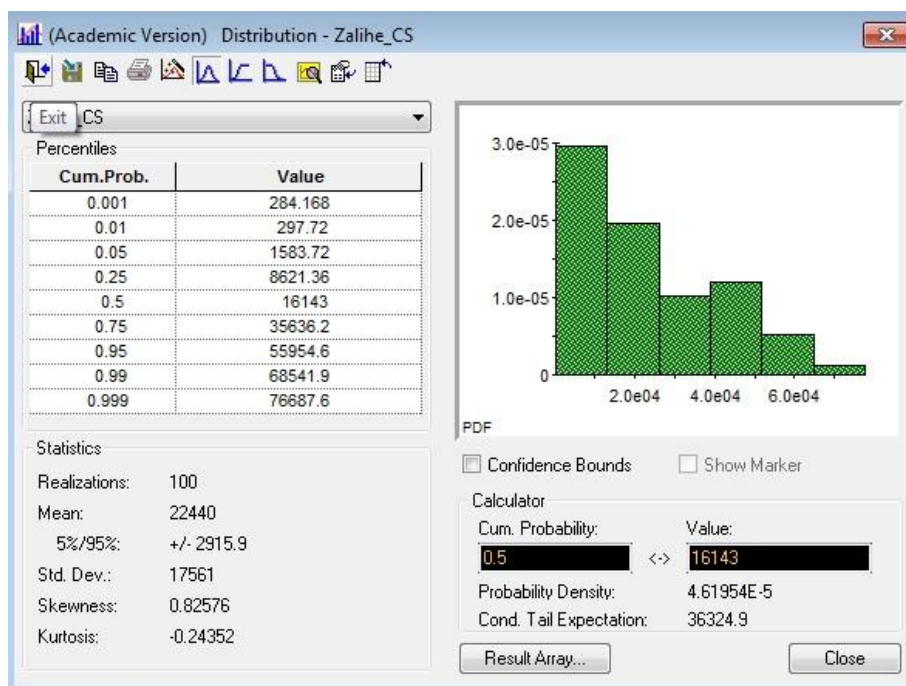 (Academic Version) Distribution - Zalihe_CS
Exit _CS
Percentiles
Cum.Prob. Value
0.001 284.168
0.01 297.72
0.05 1583.72
0.25 8621.36
0.5 16143
0.75 35636.2
0.95 55954.6
0.99 68541.9
0.999 76687.6
Statistics
Realizations: 100
Mean: 22440
5%/95%: +/- 2915.9
Std. Dev.: 17561
Skewness: 0.82576
Kurtosis: -0.24352
3.0e-05
2.0e-05
1.0e-05
0
2.0e04 4.0e04 6.0e04
PDF
Confidence Bounds Show Marker
Calculator
Cum. Probability: Value:
0.5 <-> 16143
Probability Density: 4.61954E-5
Cond. Tail Expectation: 36324.9
Result Array... Close